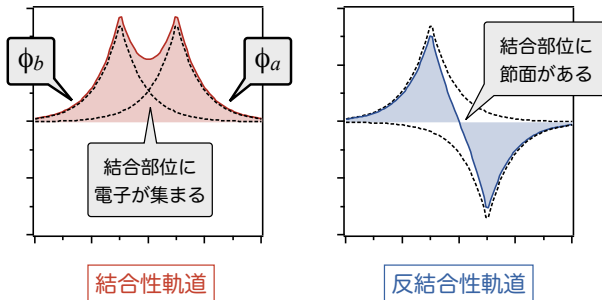 ϕb
ϕa
結合部位に
電子が集まる
結合部位に
節面がある
結合性軌道
反結合性軌道